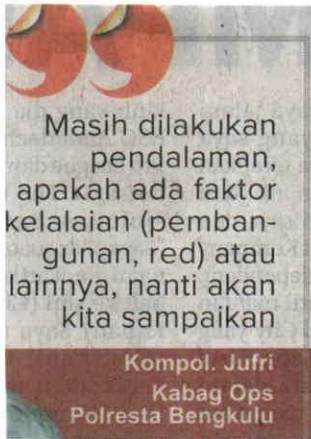 Masih dilakukan
pendalaman,
apakah ada faktor
kelalaian (pemban-
gunan, red) atau
lainnya, nanti akan
kita sampaikan
Kompol. Jufri
Kabag Ops
Polresta Bengkulu